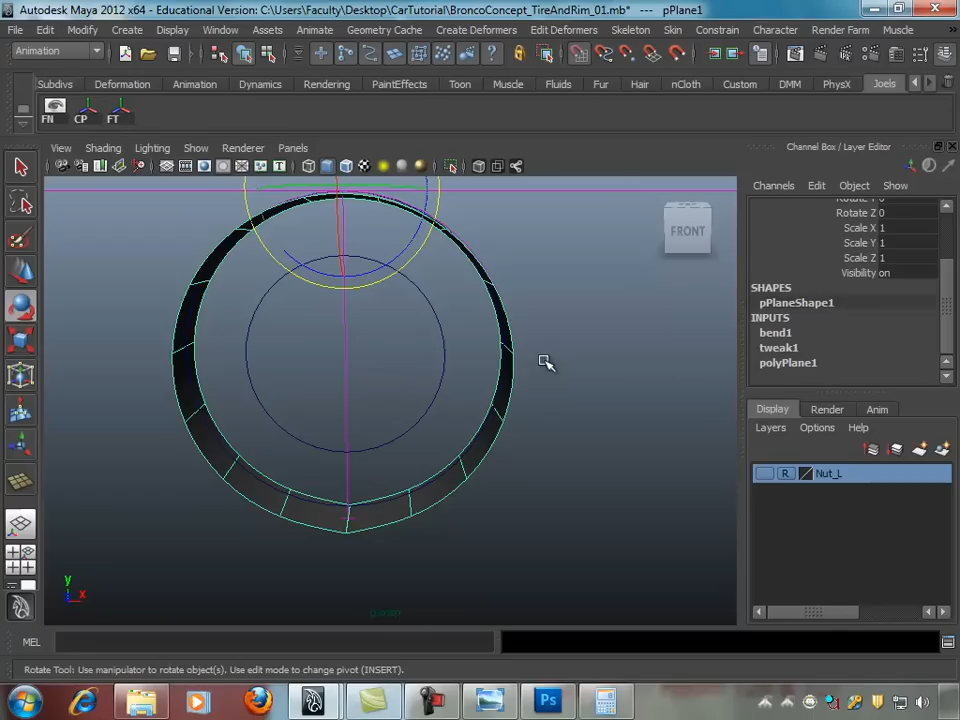 Autodesk Maya 2012 x64 - Educational Version: C:\Users\Faculty\Desktop\CarTutorial\BroncoConcept_TireAndRim_01.mb* --- pPlane1
File Edit Modify Create Display Window Assets Animate Geometry Cache Create Deformers Edit Deformers Skeleton Skin Constrain Character Render Farm Muscle
Animation
Subdivs Deformation Animation Rendering PaintEffects Toon Muscle Fluids Fur Hair nCloth Custom DMM PhysX Joels
FN CP FT
View Shading Lighting Show Renderer Panels
Channel Box / Layer Editor
Channels Edit Object Show
Rotate Y 0
Rotate Z 0
Scale X 1
Scale Y 1
Scale Z 1
Visibility on
SHAPES
pPlaneShape1
INPUTS
bend1
tweak1
polyPlane1
FRONT
Display Render Anim
Layers Options Help
R Nut_L
y
x
persp
MEL
Rotate Tool: Use manipulator to rotate object(s). Use edit mode to change pivot (INSERT).
Ps